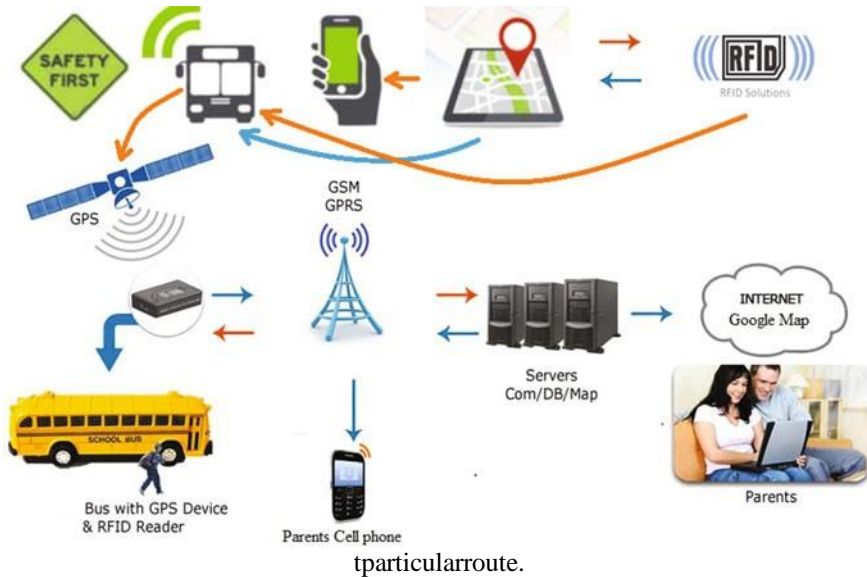 SAFETY
FIRST
RFID
RFID Solutions
GPS
GSM
GPRS
INTERNET
Google Map
Servers
Com/DB/Map
SCHOOL BUS
Bus with GPS Device
& RFID Reader
Parents Cell phone
Parents
tparticularroute.